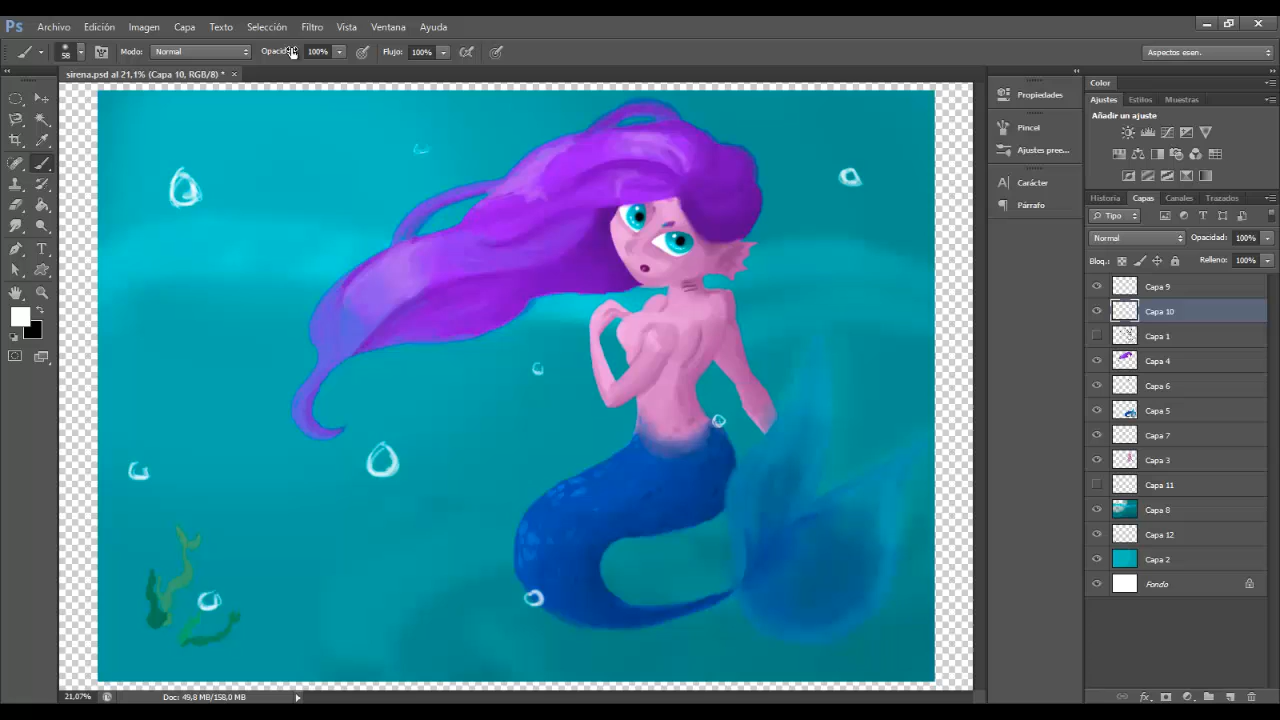 Ps Archivo Edición Imagen Capa Texto Selección Filtro Vista Ventana Ayuda
58 Modo: Normal Opacidad: 100% Flujo: 100% Aspectos esen.
sirena.psd al 21,1% (Capa 10, RGB/8) * ×
Propiedades
Pincel
Ajustes pree...
Carácter
Párrafo
Color
Ajustes Estilos Muestras
Añadir un ajuste
Historia Capas Canales Trazados
Tipo
Normal Opacidad: 100%
Bloq.: Relleno: 100%
Capa 9
Capa 10
Capa 1
Capa 4
Capa 6
Capa 5
Capa 7
Capa 3
Capa 11
Capa 8
Capa 12
Capa 2
Fondo
21,07% Doc: 49,8 MB/158,0 MB